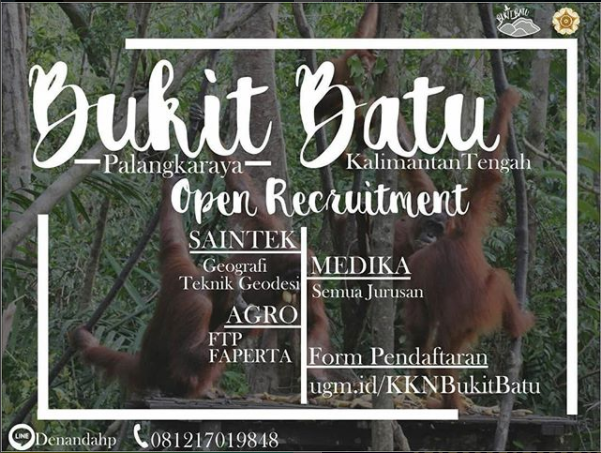 Bukit Batu
Palangkaraya
KalimantanTengah
Open Recruitment
SAINTEK
Geografi
Teknik Geodesi
AGRO
FTP
FAPERTA
MEDIKA
Semua Jurusan
Form Pendaftaran
ugm.id/KKNBukitBatu
LINE
Denandahp
081217019848